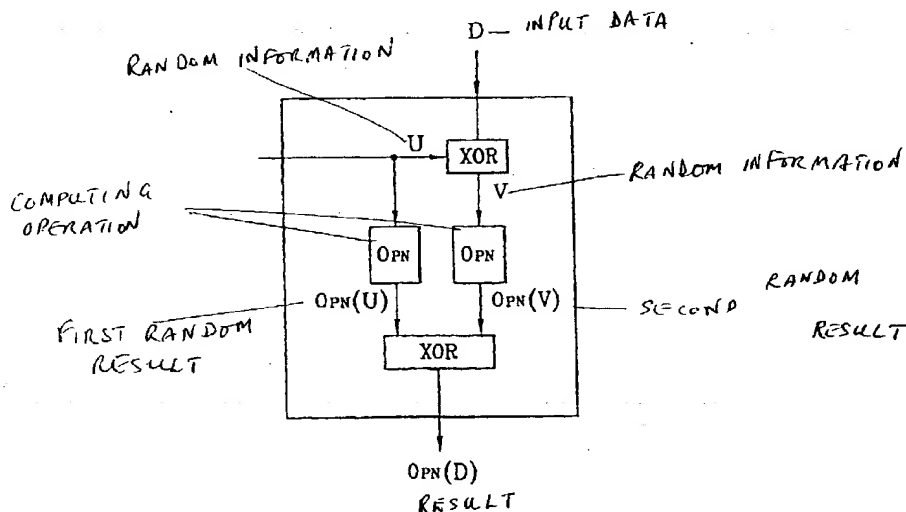 D— INPUT DATA
RANDOM INFORMATION
U
XOR
V
RANDOM INFORMATION
COMPUTING
OPERATION
OPN
OPN
OPN(U)
OPN(V)
FIRST RANDOM
RESULT
SECOND RANDOM
RESULT
XOR
OPN(D)
RESULT